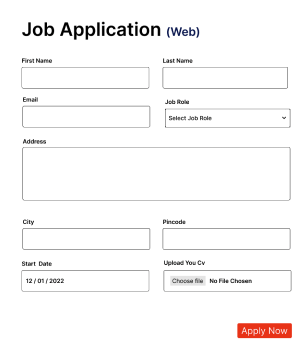 Job Application (Web)
First Name Last Name
Email Job Role
Select Job Role
Address
City Pincode
Start Date Upload You Cv
12 / 01 / 2022 Choose file No File Chosen
Apply Now